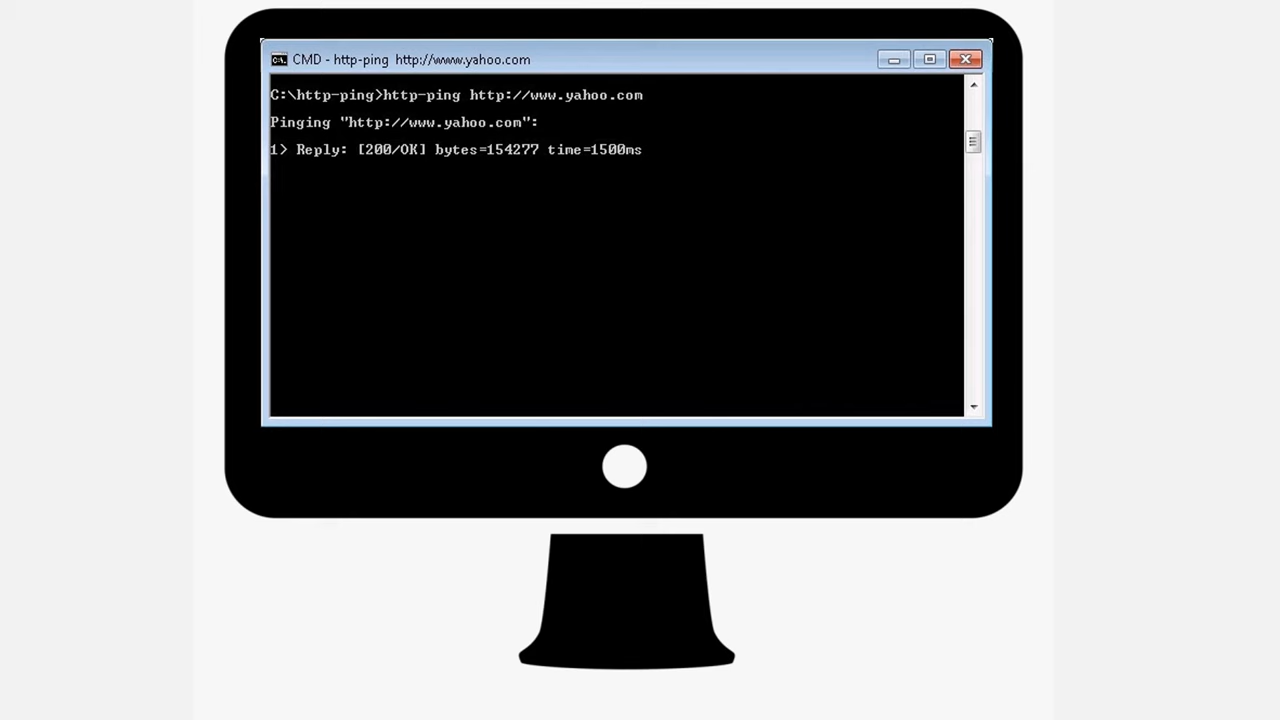 CMD - http-ping  http://www.yahoo.com
C:\http-ping>http-ping http://www.yahoo.com
Pinging "http://www.yahoo.com":
1> Reply: [200/OK] bytes=154277 time=1500ms